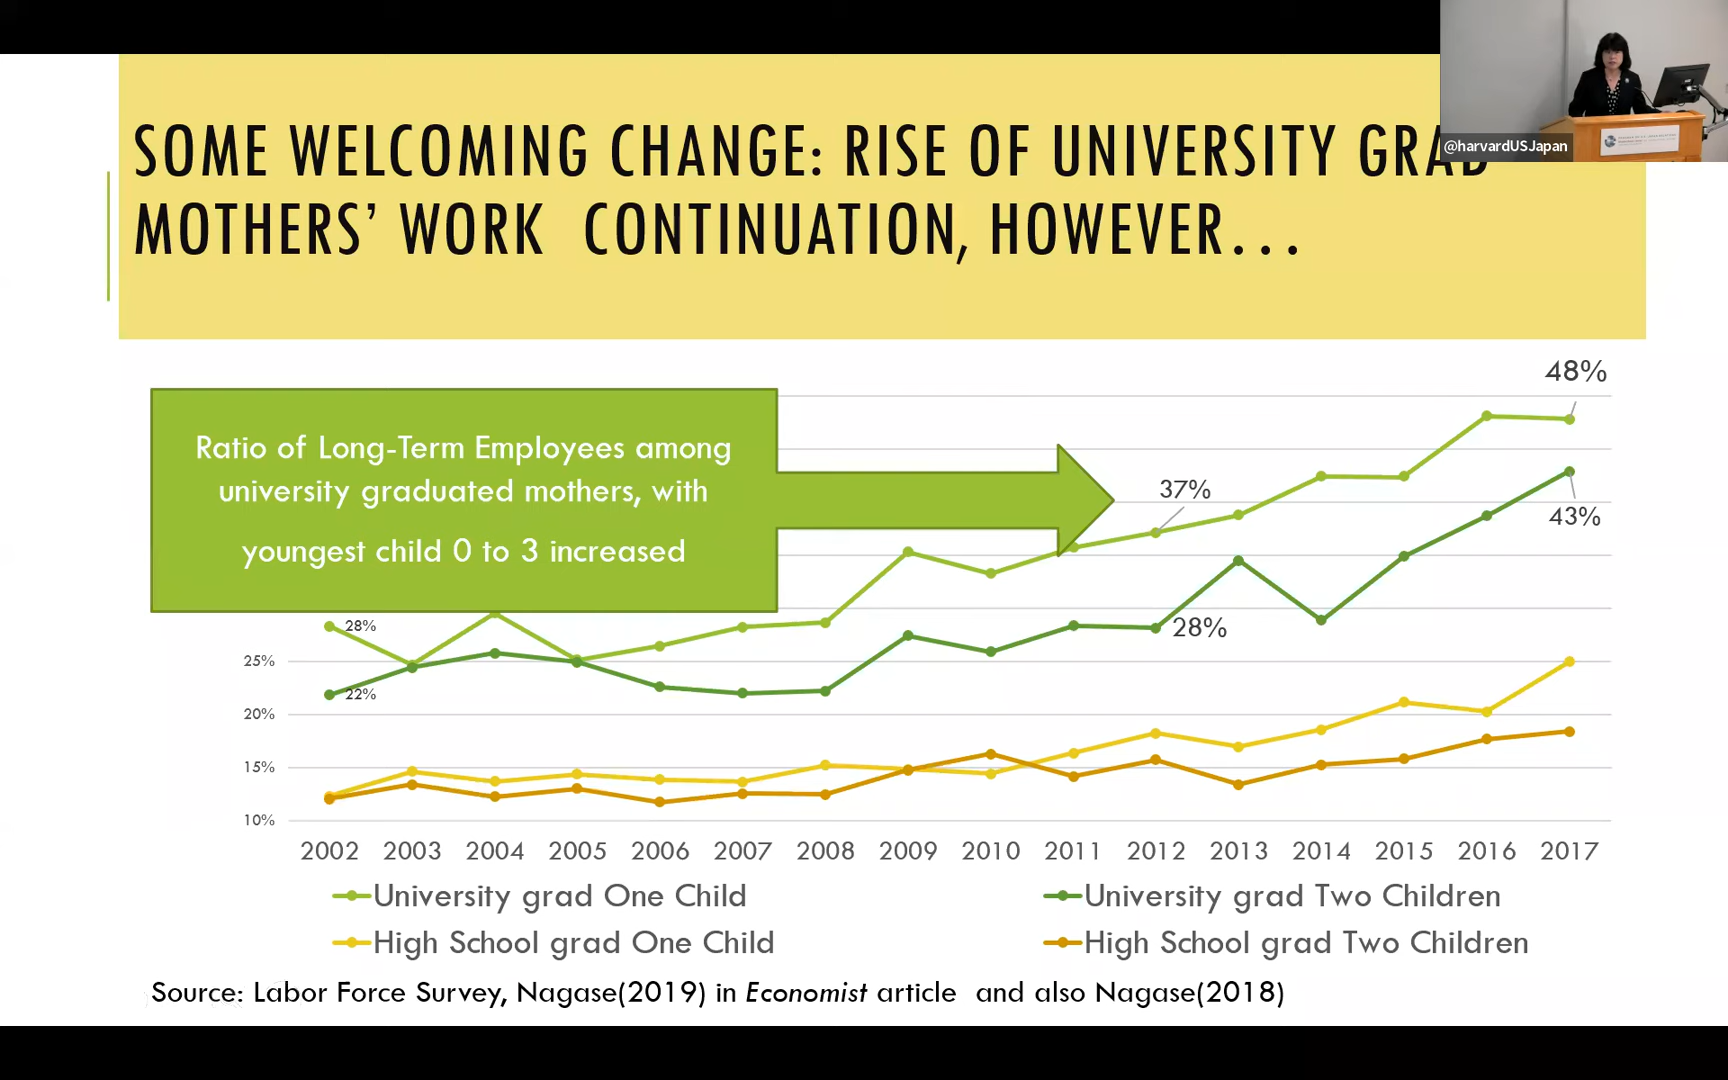 SOME WELCOMING CHANGE: RISE OF UNIVERSITY GRAD
MOTHERS' WORK CONTINUATION, HOWEVER...
@harvardUSJapan
Ratio of Long-Term Employees among
university graduated mothers, with
youngest child 0 to 3 increased
48%
37%
43%
28%
28%
22%
25%
20%
15%
10%
2002 2003 2004 2005 2006 2007 2008 2009 2010 2011 2012 2013 2014 2015 2016 2017
University grad One Child
University grad Two Children
High School grad One Child
High School grad Two Children
Source: Labor Force Survey, Nagase(2019) in Economist article and also Nagase(2018)